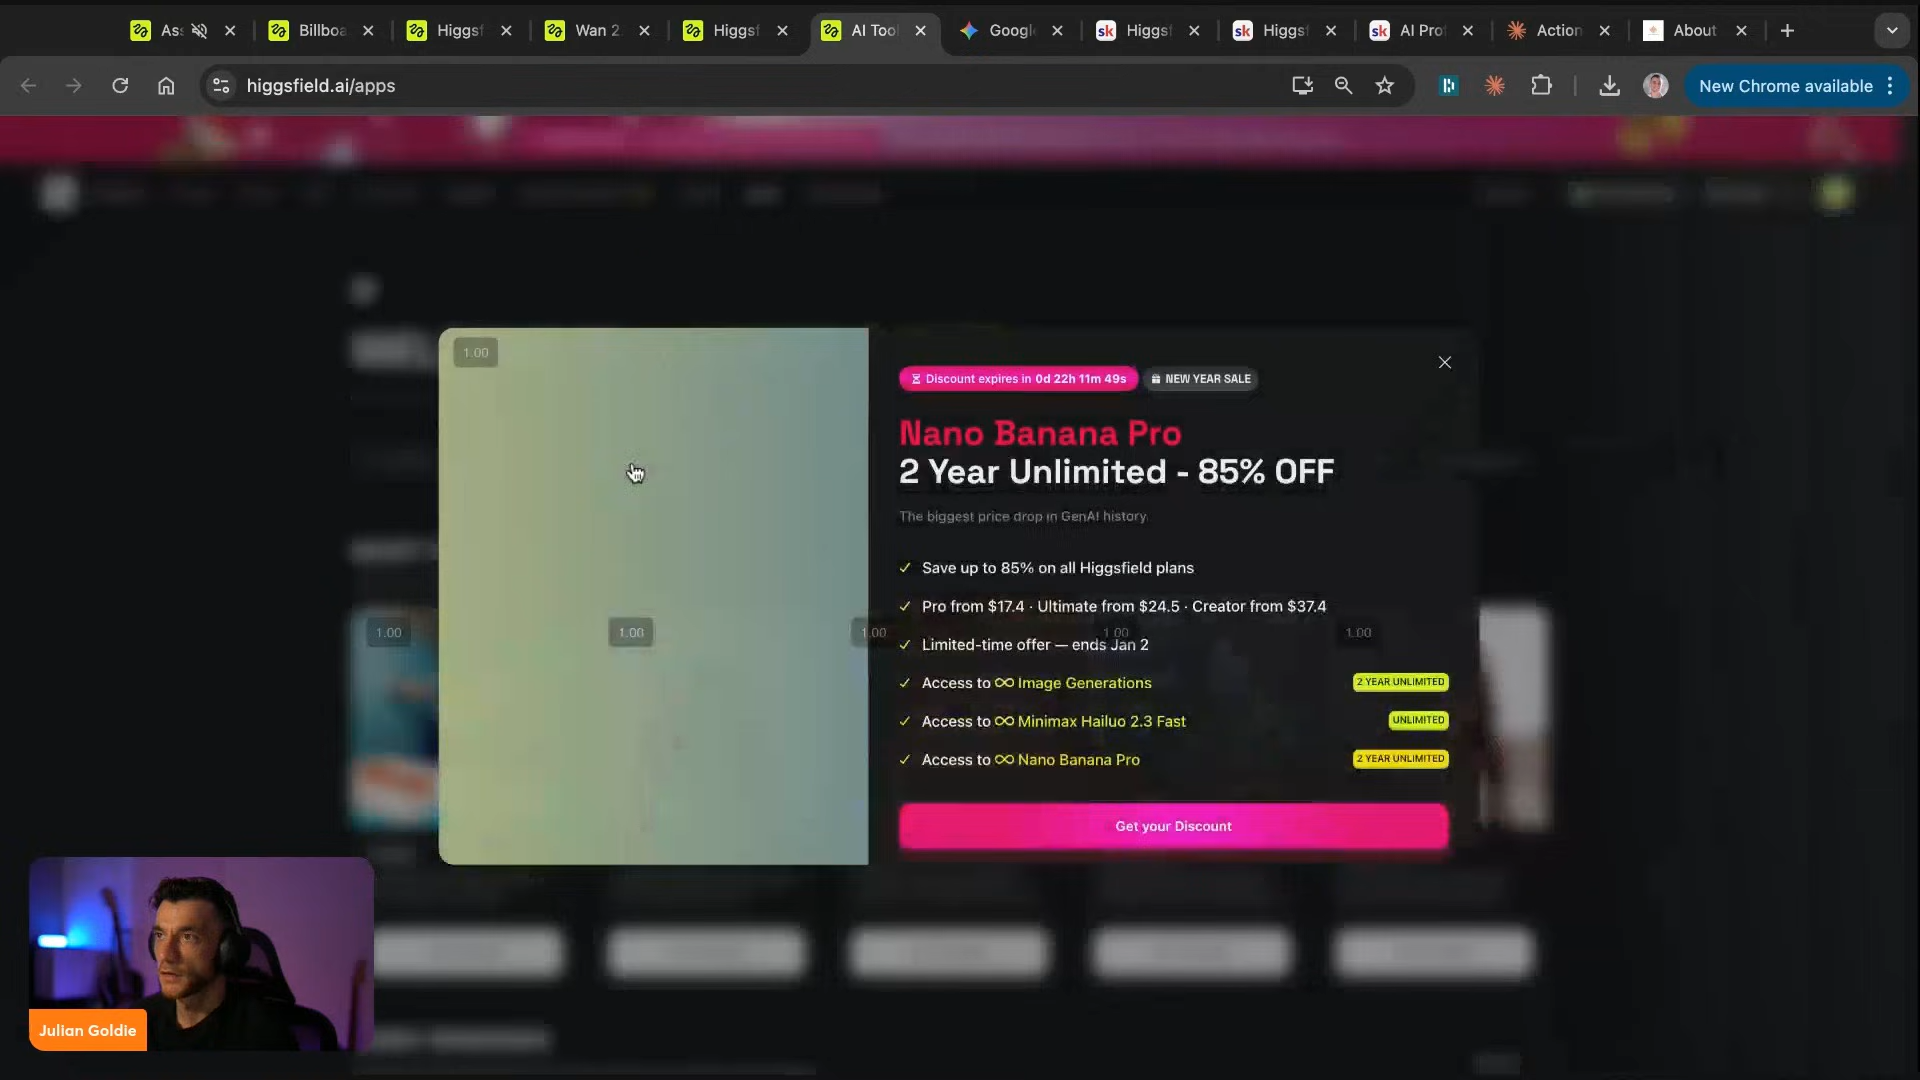 As
Billboa
Higgsf
Wan 2
Higgsf
AI Tool
Googl
Higgsf
Higgsf
AI Prof
Action
About
higgsfield.ai/apps
New Chrome available
1.00
Discount expires in 0d 22h 11m 49s
NEW YEAR SALE
Nano Banana Pro
2 Year Unlimited - 85% OFF
The biggest price drop in GenAI history.
Save up to 85% on all Higgsfield plans
Pro from $17.4 · Ultimate from $24.5 · Creator from $37.4
1.00 1.00 1.00 1.00 1.00
Limited-time offer — ends Jan 2
Access to ∞ Image Generations 2 YEAR UNLIMITED
Access to ∞ Minimax Hailuo 2.3 Fast UNLIMITED
Access to ∞ Nano Banana Pro 2 YEAR UNLIMITED
Get your Discount
Julian Goldie